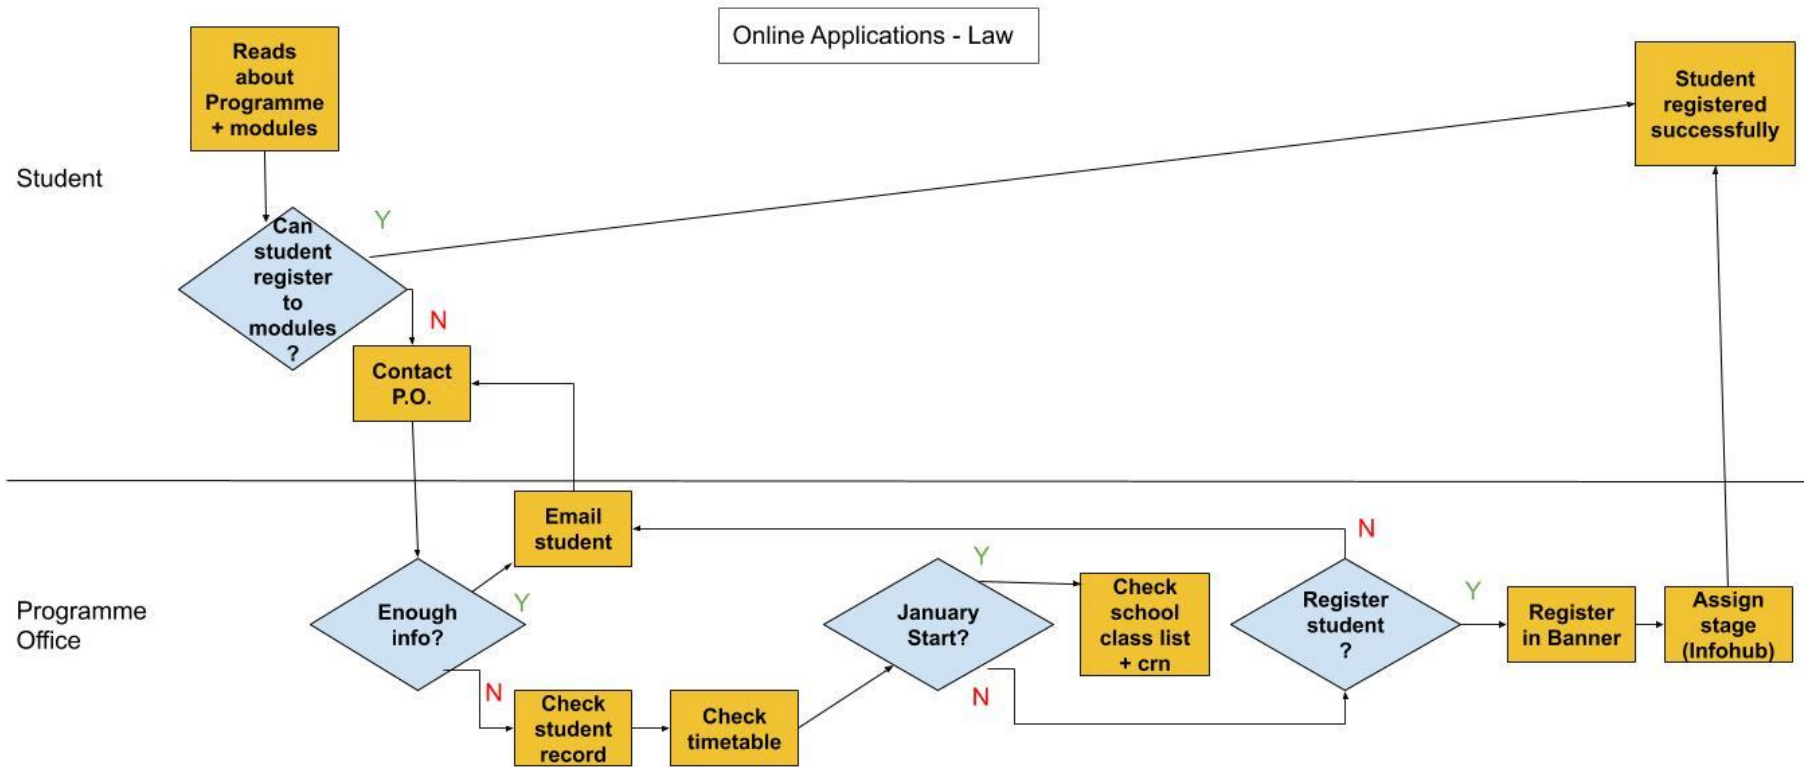 Online Applications - Law
Reads
about
Programme
+ modules
Student
registered
successfully
Student
Can
student
register
to
modules
?
Y
N
Contact
P.O.
Programme
Office
Email
student
Enough
info?
Y
N
Check
student
record
Check
timetable
January
Start?
Y
N
Check
school
class list
+ crn
Register
student
?
N
Y
Register
in Banner
Assign
stage
(Infohub)